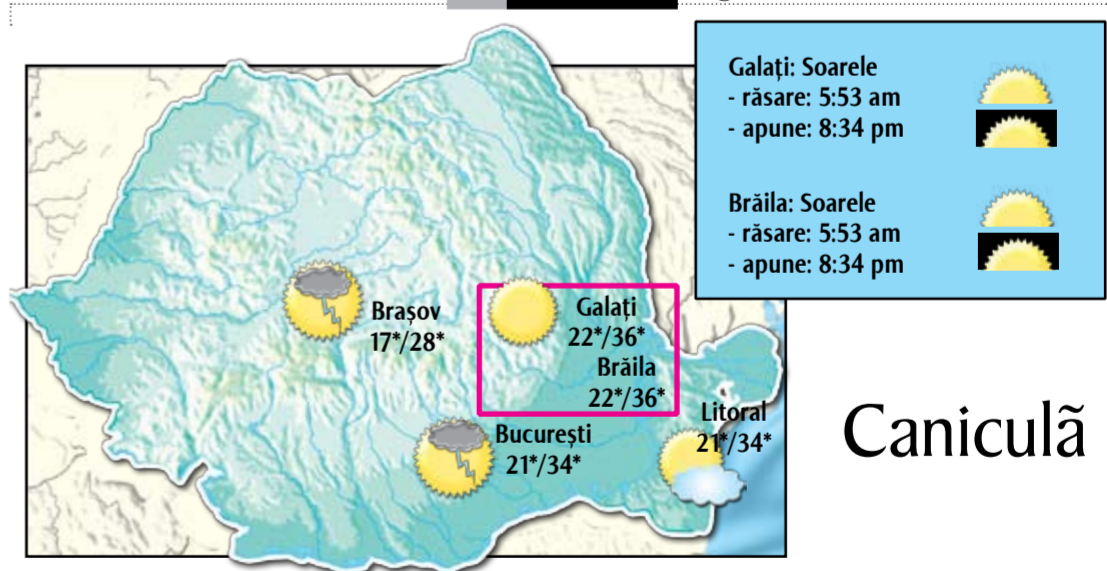 Galați: Soarele
- răsare: 5:53 am
- apune: 8:34 pm
Brăila: Soarele
- răsare: 5:53 am
- apune: 8:34 pm
Brașov
17*/28*
Galați
22*/36*
Brăila
22*/36*
București
21*/34*
Litoral
21*/34*
Caniculã